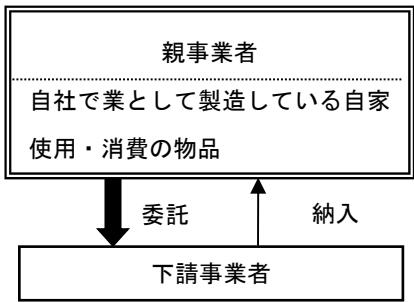 親事業者
自社で業として製造している自家
使用・消費の物品
委託
納入
下請事業者